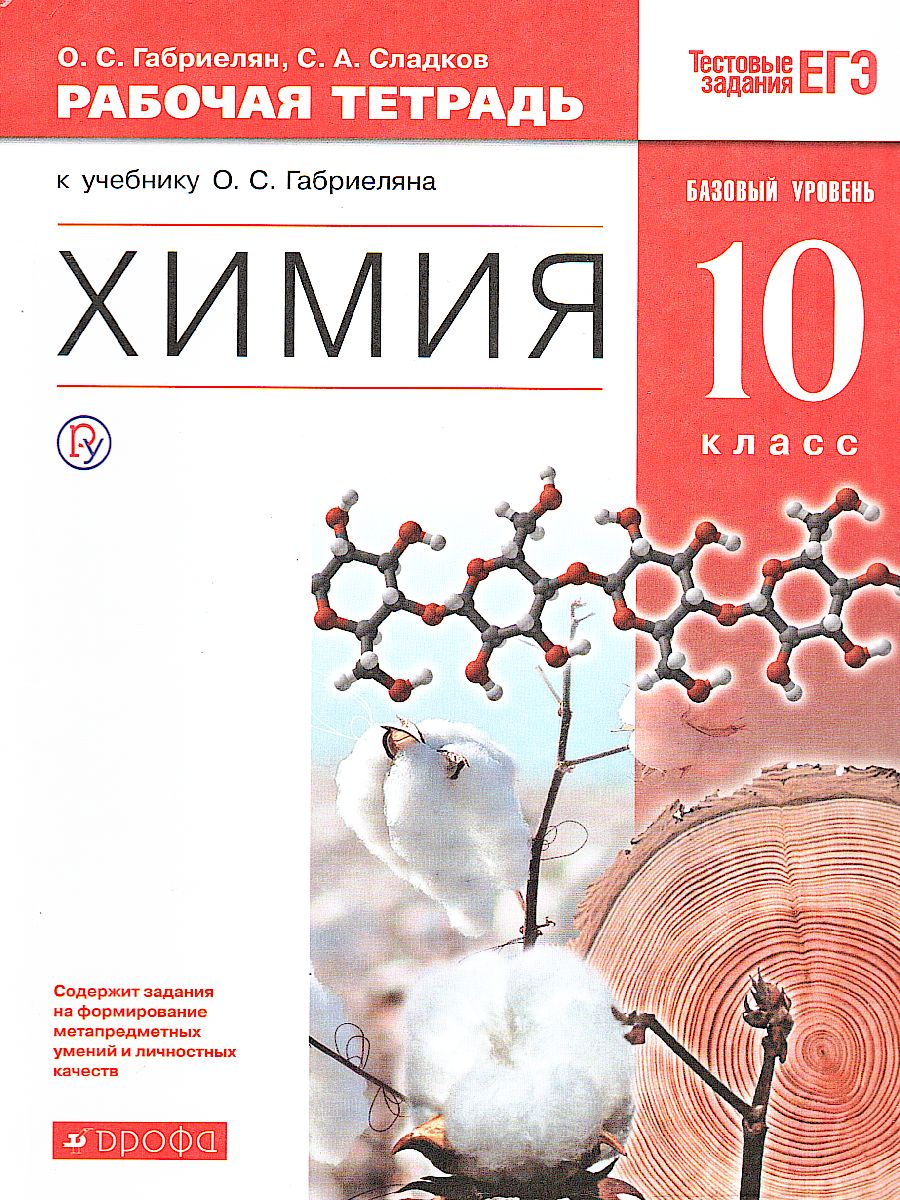 О. С. Габриелян, С. А. Сладков
РАБОЧАЯ ТЕТРАДЬ
Тестовые
задания ЕГЭ
к учебнику О. С. Габриеляна
БАЗОВЫЙ УРОВЕНЬ
ХИМИЯ
10
класс
РУ
Содержит задания
на формирование
метапредметных
умений и личностных
качеств
ДРОФА